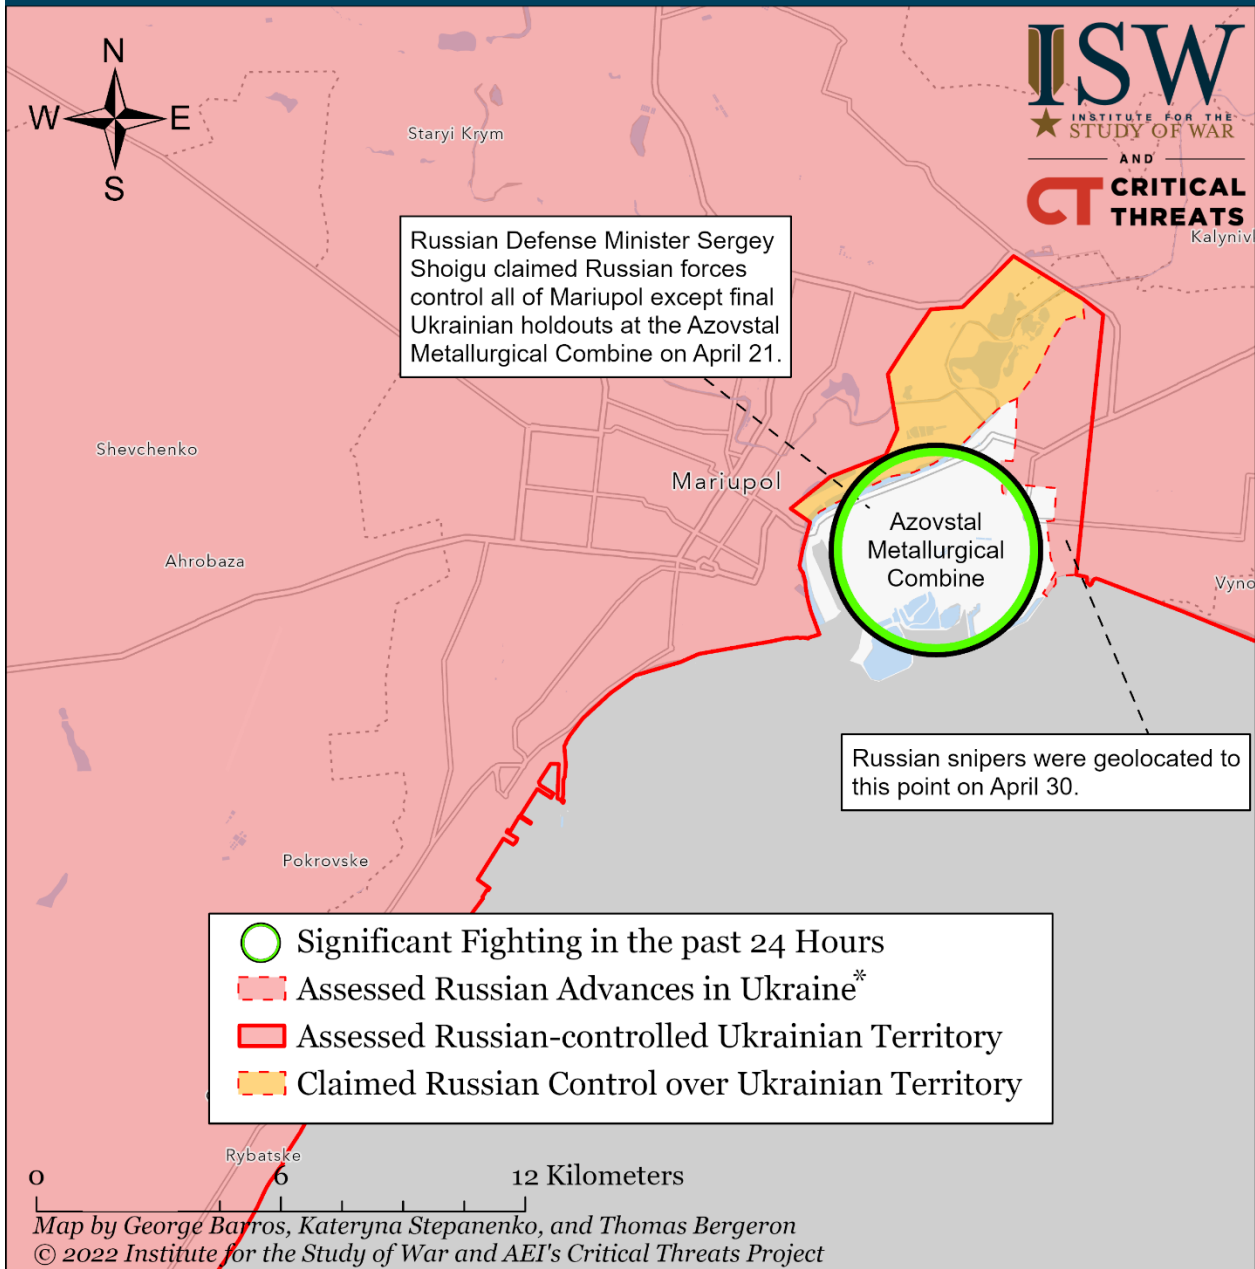 N
W
E
S
ISW
INSTITUTE FOR THE
STUDY OF WAR
AND
CT CRITICAL
THREATS
Staryi Krym
Russian Defense Minister Sergey
Shoigu claimed Russian forces
control all of Mariupol except final
Ukrainian holdouts at the Azovstal
Metallurgical Combine on April 21.
Shevchenko
Mariupol
Azovstal
Metallurgical
Combine
Ahrobaza
Russian snipers were geolocated to
this point on April 30.
Pokrovske
Significant Fighting in the past 24 Hours
Assessed Russian Advances in Ukraine*
Assessed Russian-controlled Ukrainian Territory
Claimed Russian Control over Ukrainian Territory
Rybatske
0 6 12 Kilometers
Map by George Barros, Kateryna Stepanenko, and Thomas Bergeron
© 2022 Institute for the Study of War and AEI's Critical Threats Project